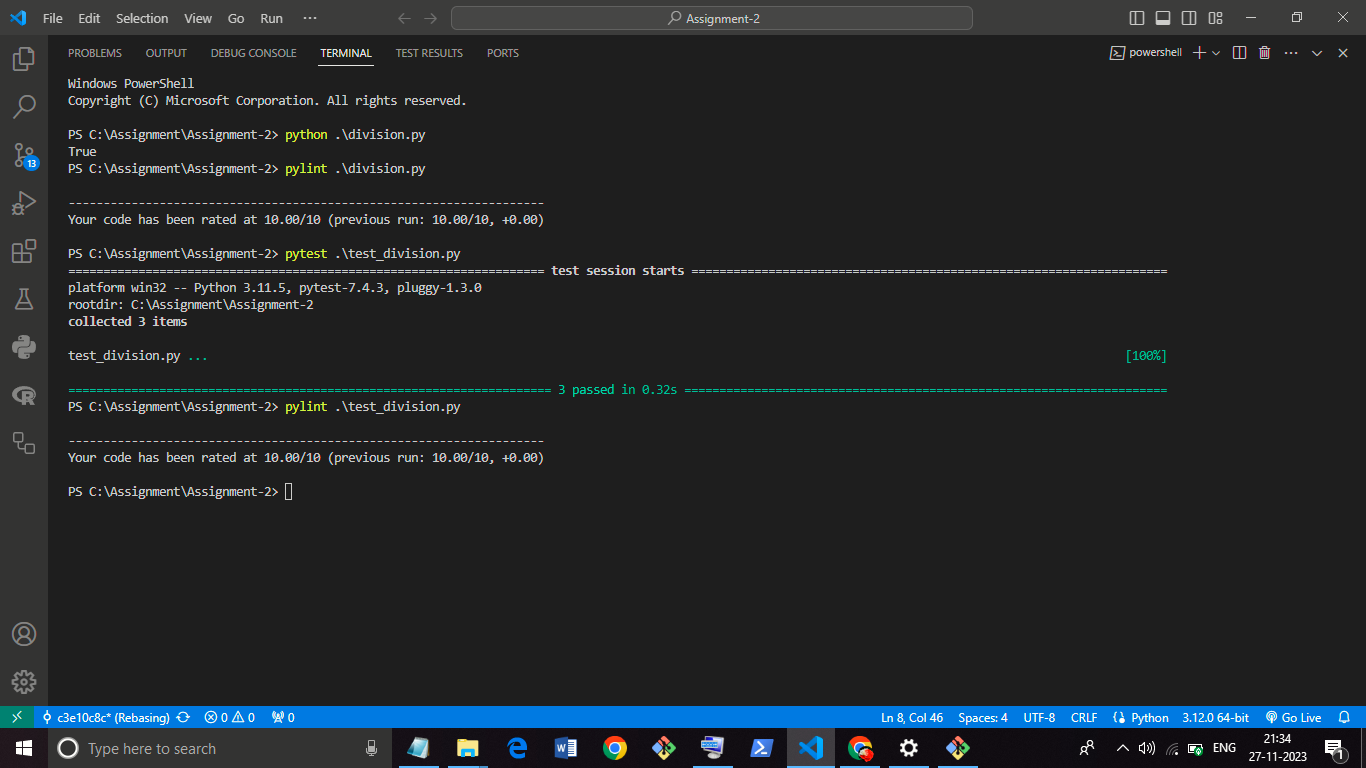 File Edit Selection View Go Run ··· Assignment-2
PROBLEMS OUTPUT DEBUG CONSOLE TERMINAL TEST RESULTS PORTS powershell
Windows PowerShell
Copyright (C) Microsoft Corporation. All rights reserved.
PS C:\Assignment\Assignment-2> python .\division.py
True
PS C:\Assignment\Assignment-2> pylint .\division.py
--------------------------------------------------------------------
Your code has been rated at 10.00/10 (previous run: 10.00/10, +0.00)
PS C:\Assignment\Assignment-2> pytest .\test_division.py
==================================================================== test session starts ====================================================================
platform win32 -- Python 3.11.5, pytest-7.4.3, pluggy-1.3.0
rootdir: C:\Assignment\Assignment-2
collected 3 items
test_division.py ... [100%]
===================================================================== 3 passed in 0.32s =====================================================================
PS C:\Assignment\Assignment-2> pylint .\test_division.py
--------------------------------------------------------------------
Your code has been rated at 10.00/10 (previous run: 10.00/10, +0.00)
PS C:\Assignment\Assignment-2>
13
c3e10c8c* (Rebasing) 0 0 0 Ln 8, Col 46 Spaces: 4 UTF-8 CRLF Python 3.12.0 64-bit Go Live
Type here to search ENG 21:34
27-11-2023 1